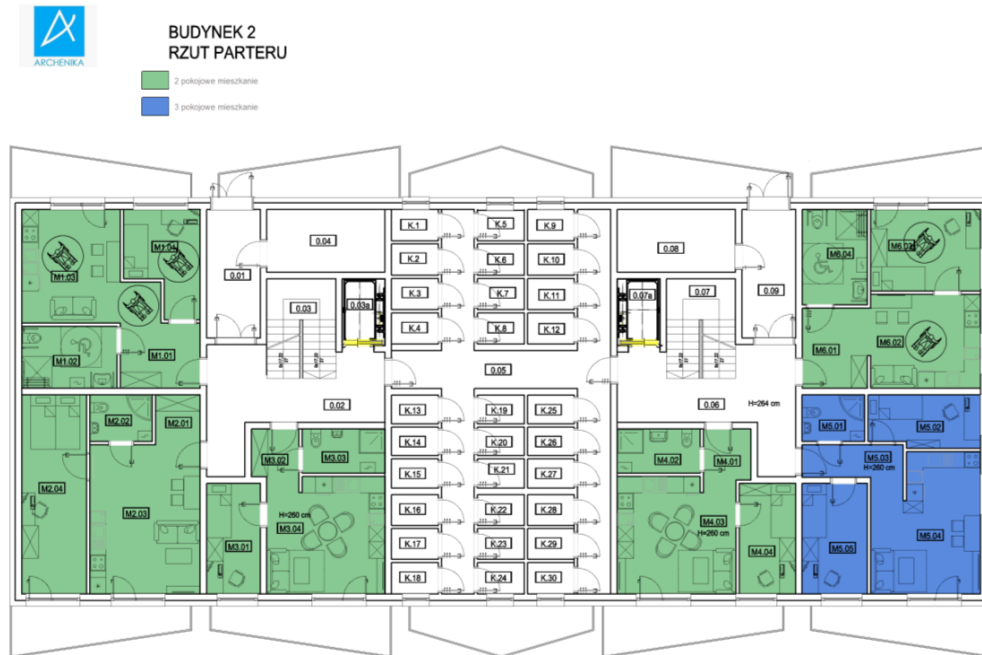 ARCHENIKA
BUDYNEK 2
RZUT PARTERU
2 pokojowe mieszkanie
3 pokojowe mieszkanie
K.1
K.5
K.9
M1.04
0.04
0.08
M6.03
M6.04
K.2
K.6
K.10
M1.03
0.01
0.09
K.3
K.7
K.11
0.03
0.03a
0.07a
0.07
K.4
K.8
K.12
M1.02
M1.01
M6.01
M6.02
0.05
0.02
0.06
H=264 cm
K.13
K.19
K.25
M2.02
M2.01
M5.01
M5.02
K.14
K.20
K.26
M3.02
M3.03
M4.02
M4.01
M5.03
H=260 cm
K.15
K.21
K.27
M2.04
M2.03
K.16
K.22
K.28
H=260 cm
M3.04
M4.03
H=260 cm
M5.04
M3.01
K.17
K.23
K.29
M4.04
M5.05
K.18
K.24
K.30